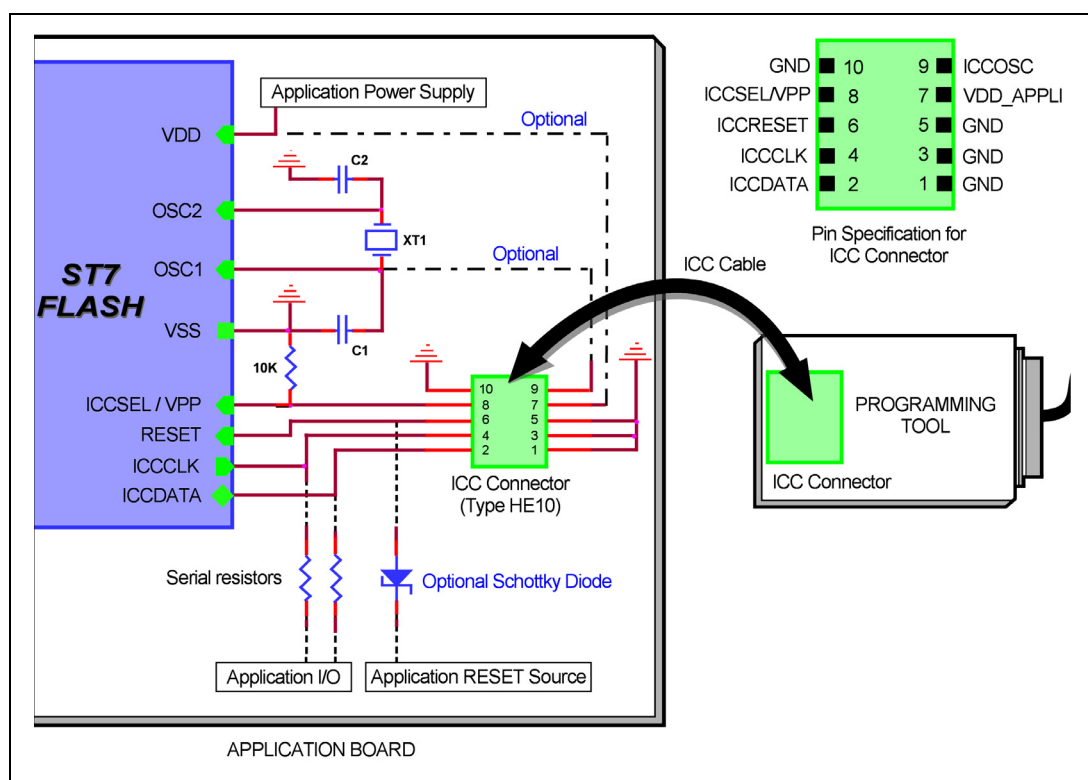 Application Power Supply
VDD
Optional
C2
OSC2
XT1
OSC1
Optional
ST7
FLASH
VSS
C1
10K
ICCSEL / VPP
RESET
ICCCLK
ICCDATA
10 9
8 7
6 5
4 3
2 1
ICC Connector
(Type HE10)
Serial resistors
Optional Schottky Diode
Application I/O
Application RESET Source
APPLICATION BOARD
GND 10 9 ICCOSC
ICCSEL/VPP 8 7 VDD_APPLI
ICCRESET 6 5 GND
ICCCLK 4 3 GND
ICCDATA 2 1 GND
Pin Specification for
ICC Connector
ICC Cable
PROGRAMMING
TOOL
ICC Connector